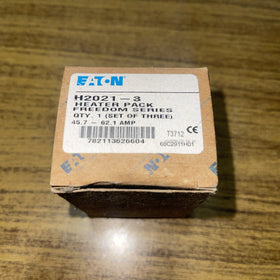 EATON
H2021-3
HEATER PACK
FREEDOM SERIES
QTY. 1 (SET OF THREE)
45.7 - 62.1 AMP
T3712 CE
782113626604